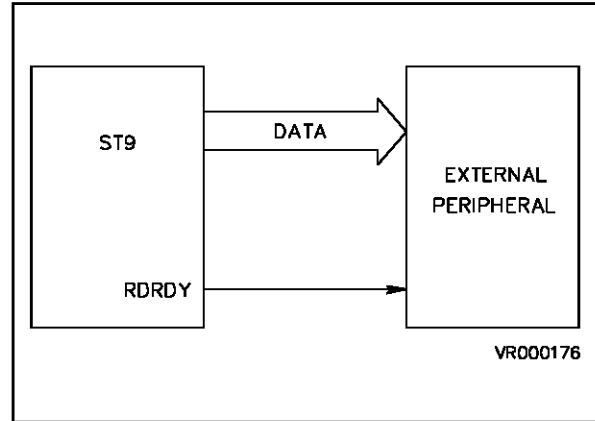 ST9
DATA
EXTERNAL
PERIPHERAL
RDRDY
VR000176